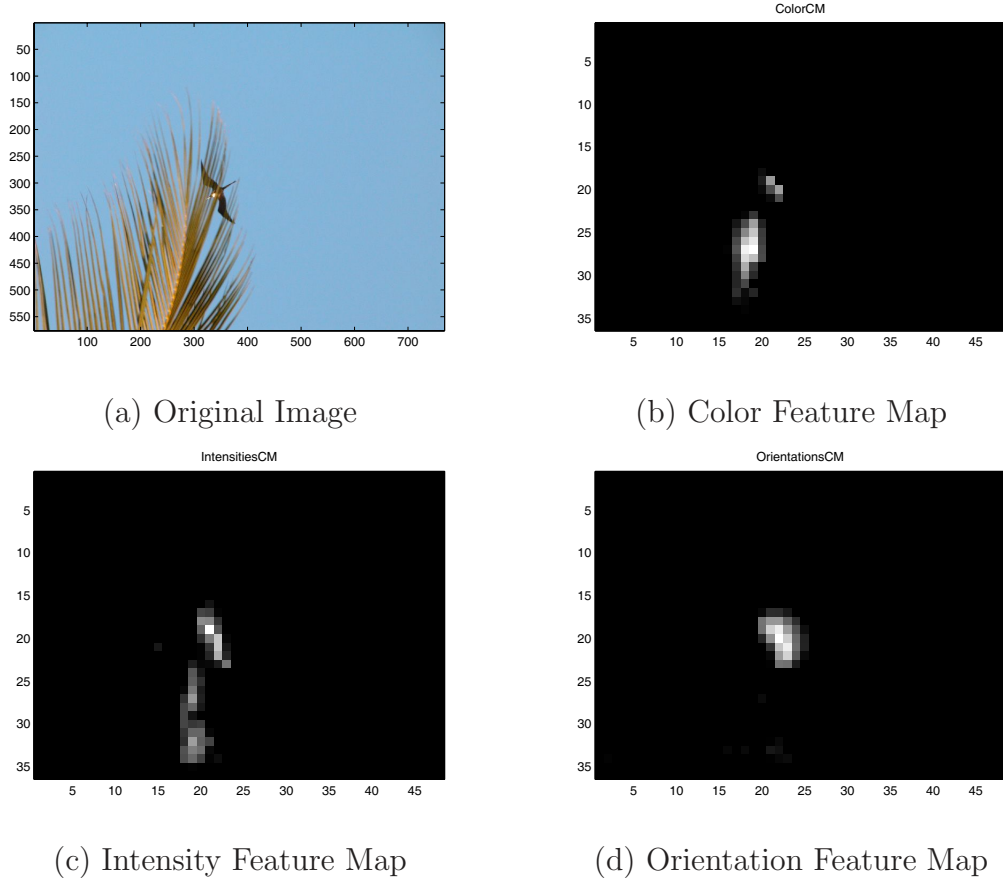 ColorCM
50
100
150
200
250
300
350
400
450
500
550
100 200 300 400 500 600 700
5
10
15
20
25
30
35
5 10 15 20 25 30 35 40 45
(a) Original Image
(b) Color Feature Map
IntensitiesCM
OrientationsCM
5
10
15
20
25
30
35
5 10 15 20 25 30 35 40 45
5
10
15
20
25
30
35
5 10 15 20 25 30 35 40 45
(c) Intensity Feature Map
(d) Orientation Feature Map